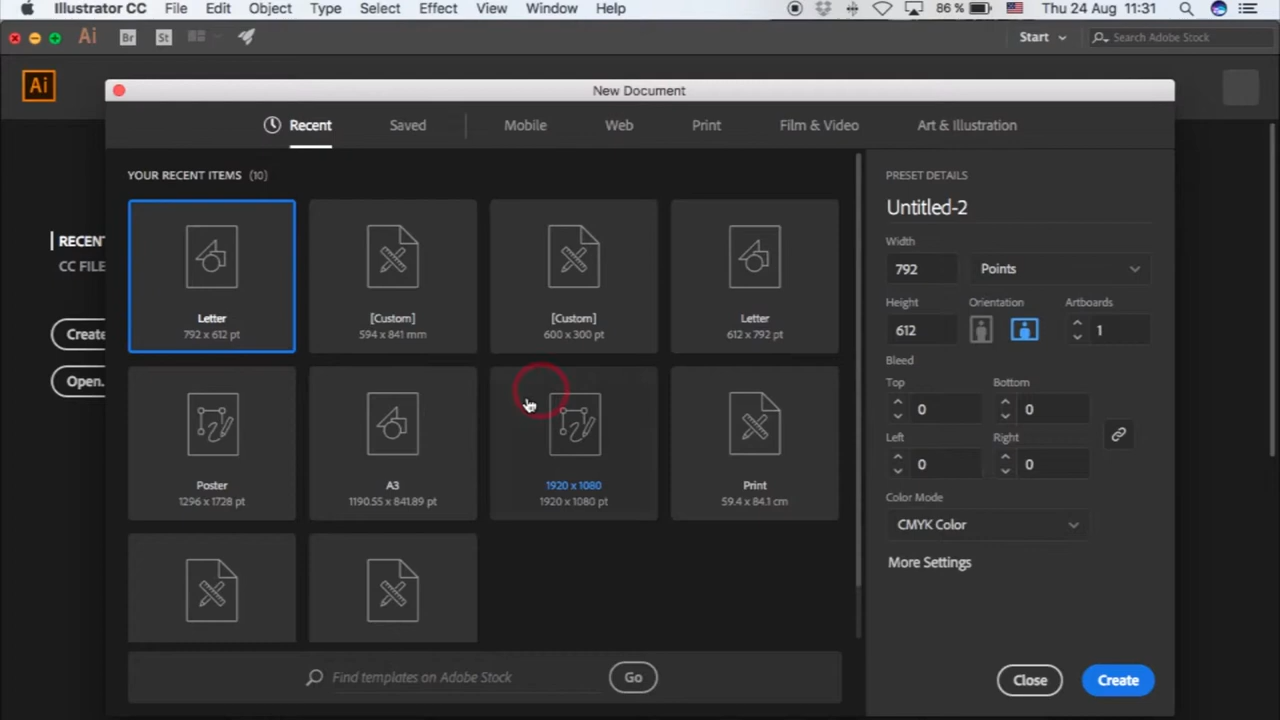 Illustrator CC File Edit Object Type Select Effect View Window Help 86 % Thu 24 Aug 11:31
Ai Br St Start Search Adobe Stock
Ai
New Document
Recent Saved Mobile Web Print Film & Video Art & Illustration
YOUR RECENT ITEMS (10)
PRESET DETAILS
Untitled-2
RECENT
CC FILE
Create
Open.
Letter
792 x 612 pt
[Custom]
594 x 841 mm
[Custom]
600 x 300 pt
Letter
612 x 792 pt
Poster
1296 x 1728 pt
A3
1190.55 x 841.89 pt
1920 x 1080
1920 x 1080 pt
Print
59.4 x 84.1 cm
Width
792 Points
Height Orientation Artboards
612 1
Bleed
Top Bottom
0 0
Left Right
0 0
Color Mode
CMYK Color
More Settings
Find templates on Adobe Stock Go
Close Create